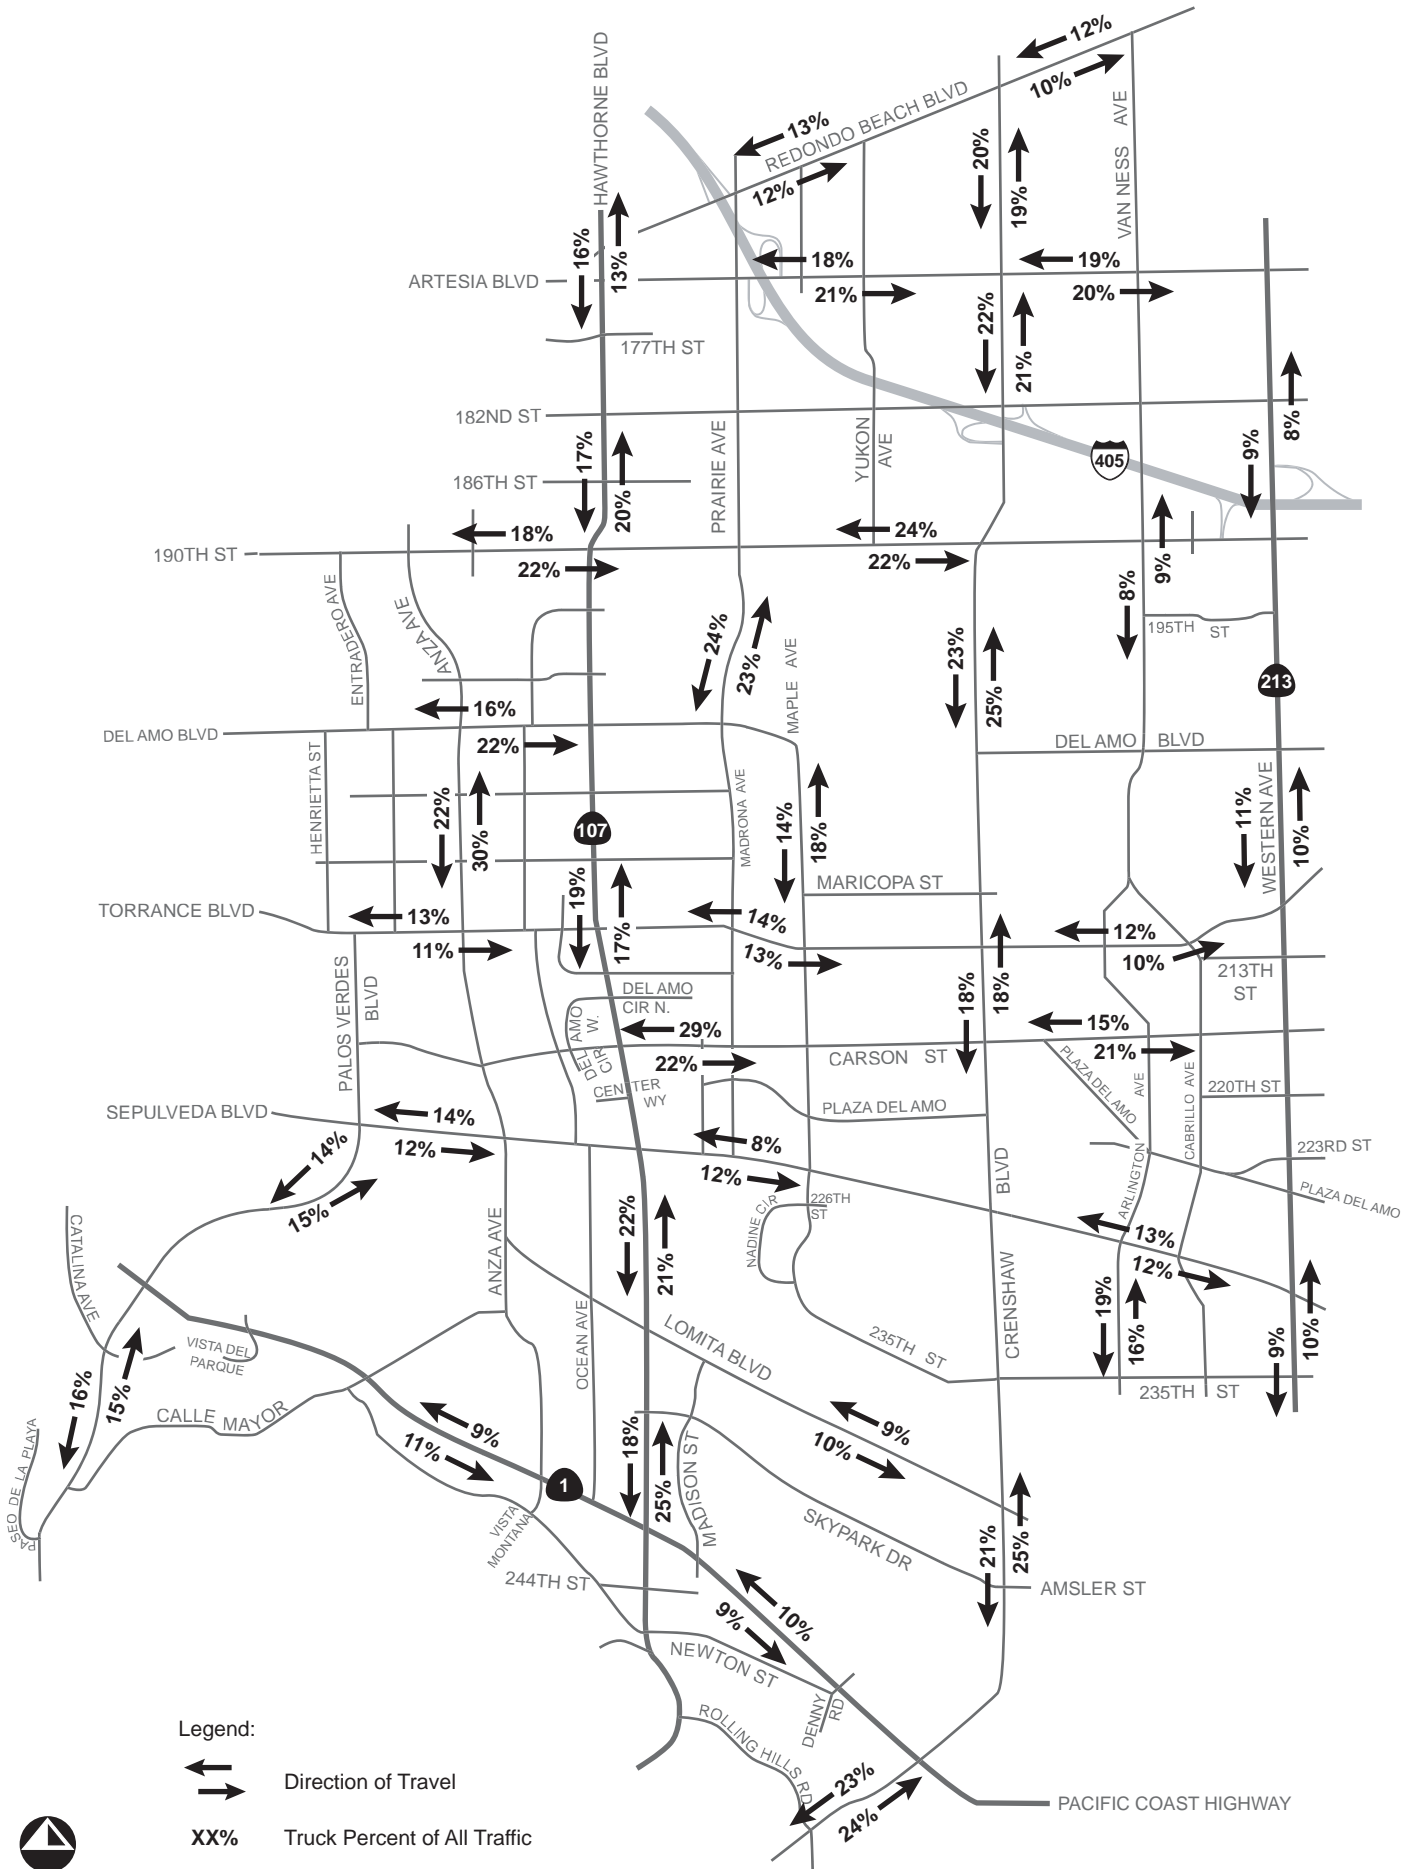 12%
10%
HAWTHORNE BLVD
REDONDO BEACH BLVD
13%
12%
VAN NESS AVE
20%
19%
16%
13%
18%
21%
19%
20%
ARTESIA BLVD
177TH ST
22%
21%
8%
9%
182ND ST
17%
20%
PRAIRIE AVE
YUKON
AVE
405
186TH ST
18%
22%
24%
22%
190TH ST
8%
9%
ENTRADERO AVE
ANZA AVE
24%
23%
MAPLE AVE
23%
25%
195TH ST
213
16%
22%
DEL AMO BLVD
DEL AMO BLVD
HENRIETTA ST
22%
30%
107
MADRONA AVE
14%
18%
WESTERN AVE
11%
10%
MARICOPA ST
19%
17%
TORRANCE BLVD
13%
11%
14%
13%
12%
10%
213TH
ST
PALOS VERDES
BLVD
DEL AMO
CIR N.
DEL AMO
CIR W.
18%
18%
29%
22%
CARSON ST
15%
21%
CENTER
WY
PLAZA DEL AMO
PLAZA DEL AMO
220TH ST
CABRILLO AVE
ARLINGTON AVE
SEPULVEDA BLVD
14%
12%
8%
12%
223RD ST
PLAZA DEL AMO
14%
15%
226TH
ST
NADINE CIR
CATALINA AVE
ANZA AVE
22%
21%
CRENSHAW BLVD
13%
12%
19%
16%
9%
10%
OCEAN AVE
LOMITA BLVD
235TH ST
235TH ST
VISTA DEL
PARQUE
16%
15%
CALLE MAYOR
PASEO DE LA PLAYA
9%
11%
1
18%
25%
MADISON ST
9%
10%
SKYPARK DR
21%
25%
AMSLER ST
VISTA
MONTANA
244TH ST
10%
9%
NEWTON ST
DENNY
RD
ROLLING HILLS RD
23%
24%
PACIFIC COAST HIGHWAY
Legend:
Direction of Travel
XX% Truck Percent of All Traffic